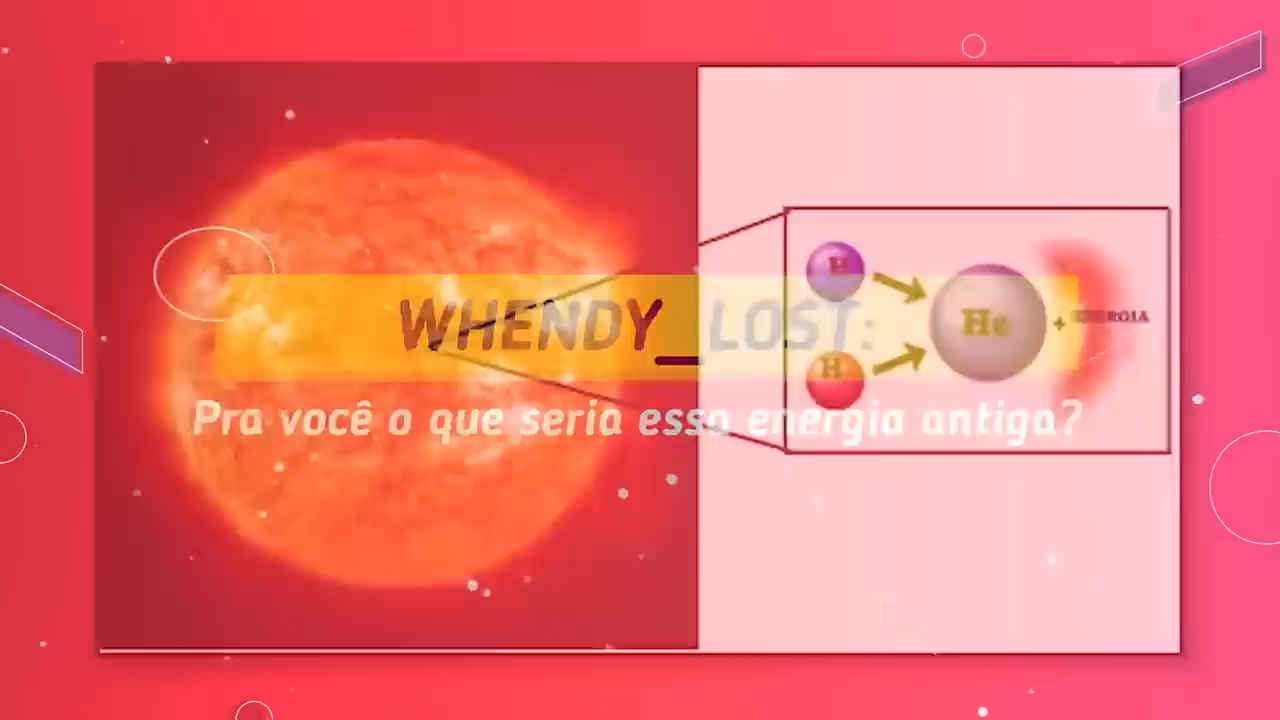 H
He
+ ENERGIA
H
WHENDY_LOST:
Pra você o que seria essa energia antiga?